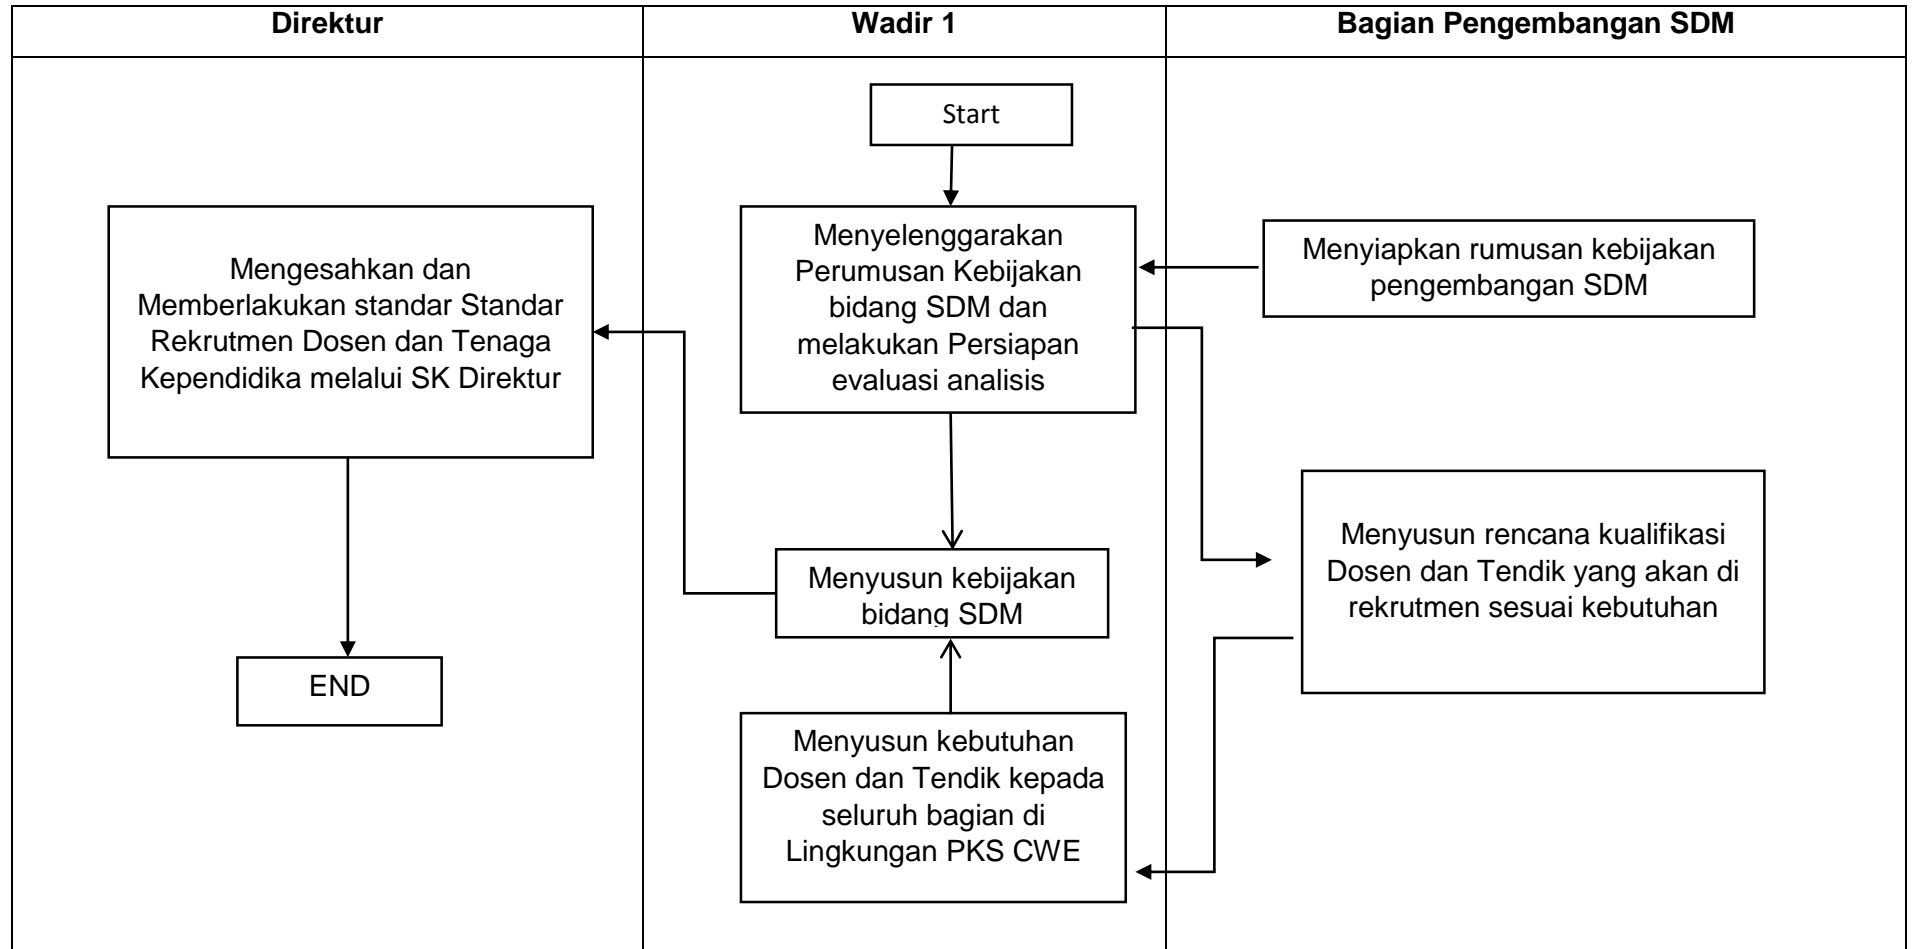 Direktur
Wadir 1
Bagian Pengembangan SDM
Start
Mengesahkan dan
Memberlakukan standar Standar
Rekrutmen Dosen dan Tenaga
Kependidika melalui SK Direktur
END
Menyelenggarakan
Perumusan Kebijakan
bidang SDM dan
melakukan Persiapan
evaluasi analisis
Menyusun kebijakan
bidang SDM
Menyusun kebutuhan
Dosen dan Tendik kepada
seluruh bagian di
Lingkungan PKS CWE
Menyiapkan rumusan kebijakan
pengembangan SDM
Menyusun rencana kualifikasi
Dosen dan Tendik yang akan di
rekrutmen sesuai kebutuhan